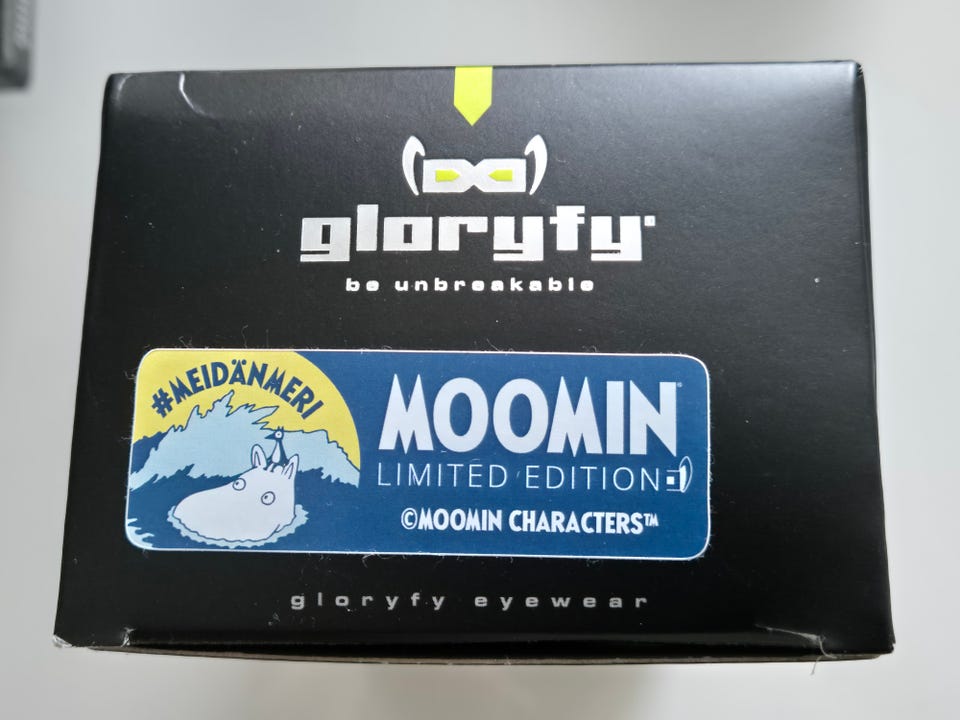 gloryfy
be unbreakable
#MEIDÄNMERI
MOOMIN®
LIMITED EDITION
©MOOMIN CHARACTERS™
gloryfy eyewear